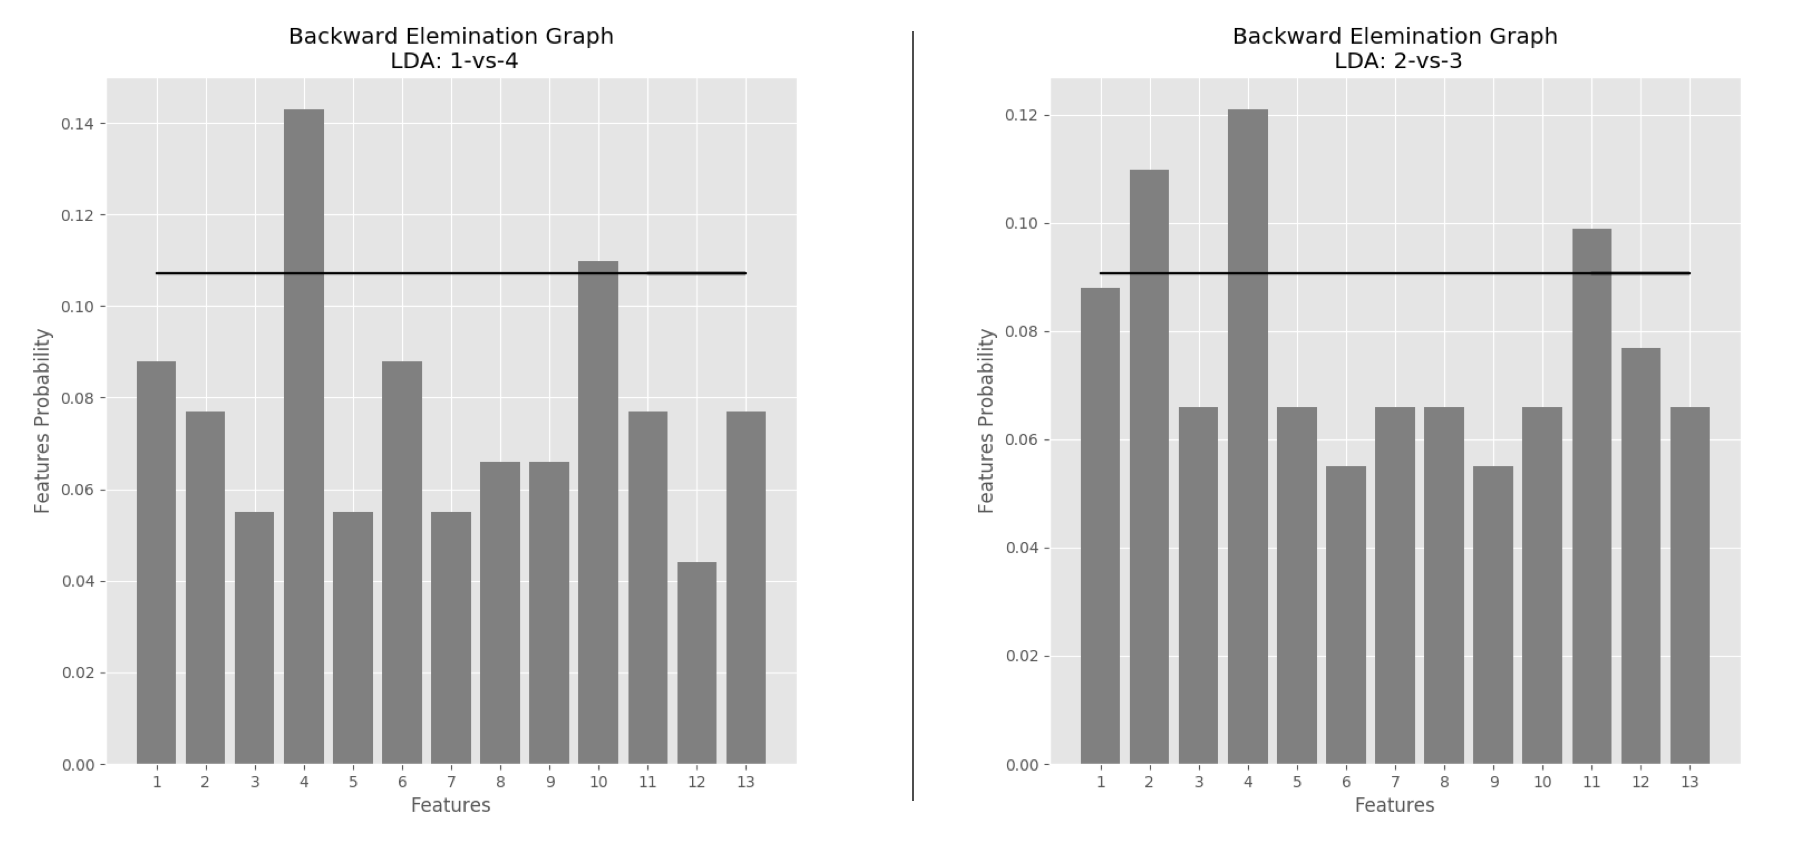 Backward Elemination Graph
LDA: 1-vs-4
0.14
0.12
0.10
0.08
0.06
0.04
0.02
0.00
Features Probability
1 2 3 4 5 6 7 8 9 10 11 12 13
Features
Backward Elemination Graph
LDA: 2-vs-3
0.12
0.10
0.08
0.06
0.04
0.02
0.00
Features Probability
1 2 3 4 5 6 7 8 9 10 11 12 13
Features